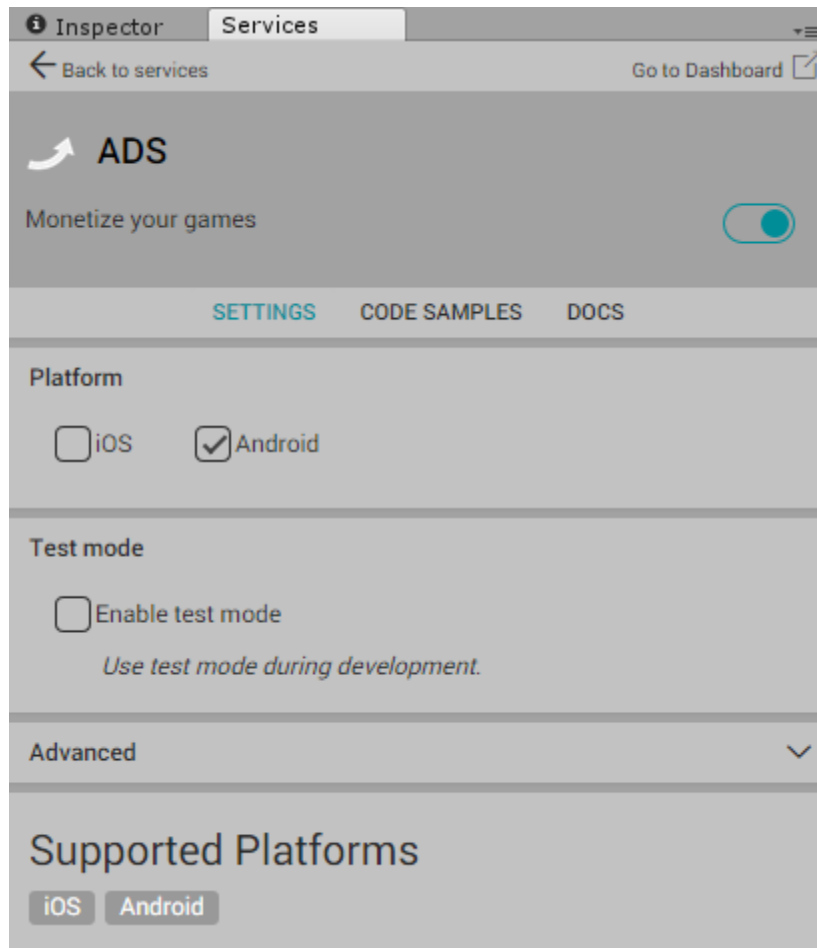 Inspector
Services
Back to services
Go to Dashboard
ADS
Monetize your games
SETTINGS CODE SAMPLES DOCS
Platform
iOS Android
Test mode
Enable test mode
Use test mode during development.
Advanced
Supported Platforms
iOS Android